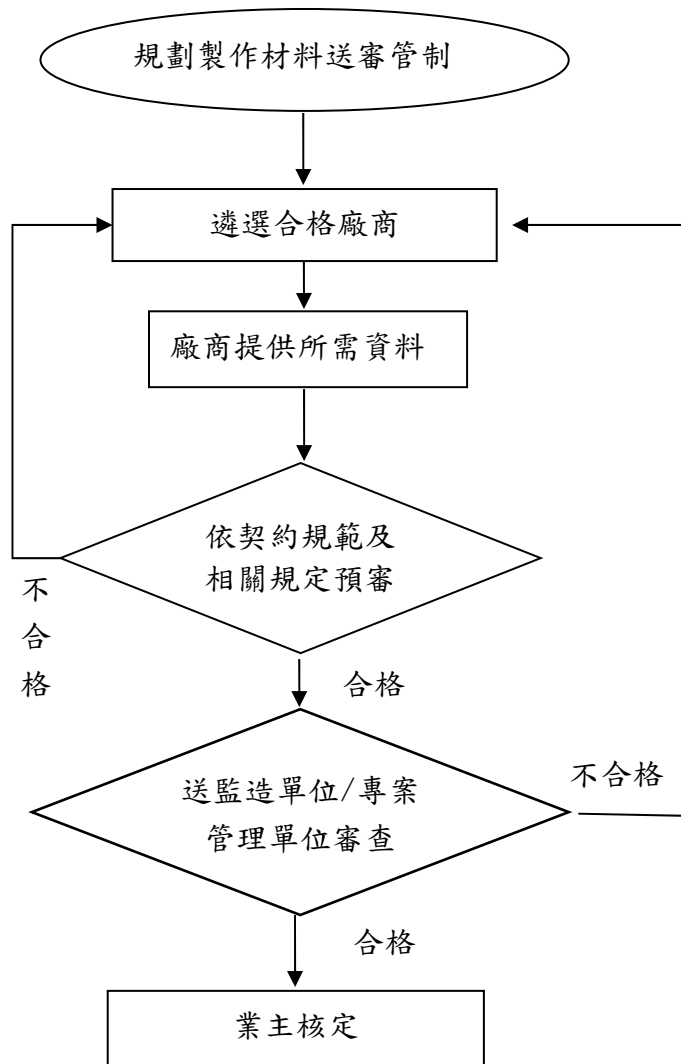 規劃製作材料送審管制
遴選合格廠商
廠商提供所需資料
依契約規範及
相關規定預審
不
合
格
合格
送監造單位/專案
管理單位審查
不合格
合格
業主核定